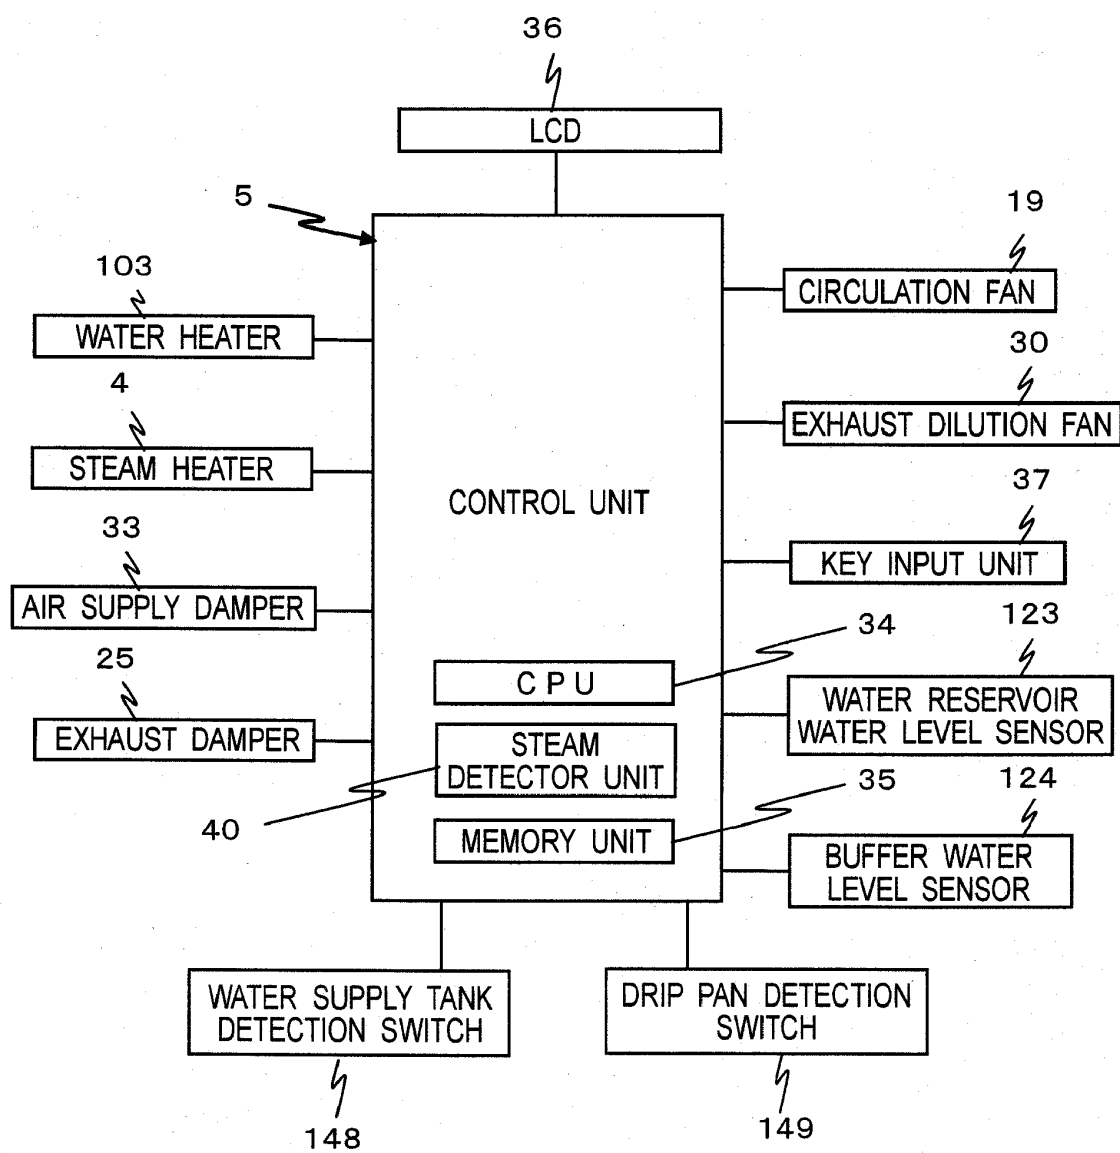 36
LCD
5
19
103
CIRCULATION FAN
WATER HEATER
30
4
EXHAUST DILUTION FAN
STEAM HEATER
37
CONTROL UNIT
33
KEY INPUT UNIT
AIR SUPPLY DAMPER
34
123
25
CPU
WATER RESERVOIR
WATER LEVEL SENSOR
EXHAUST DAMPER
STEAM
DETECTOR UNIT
35
124
40
MEMORY UNIT
BUFFER WATER
LEVEL SENSOR
WATER SUPPLY TANK
DETECTION SWITCH
DRIP PAN DETECTION
SWITCH
148
149